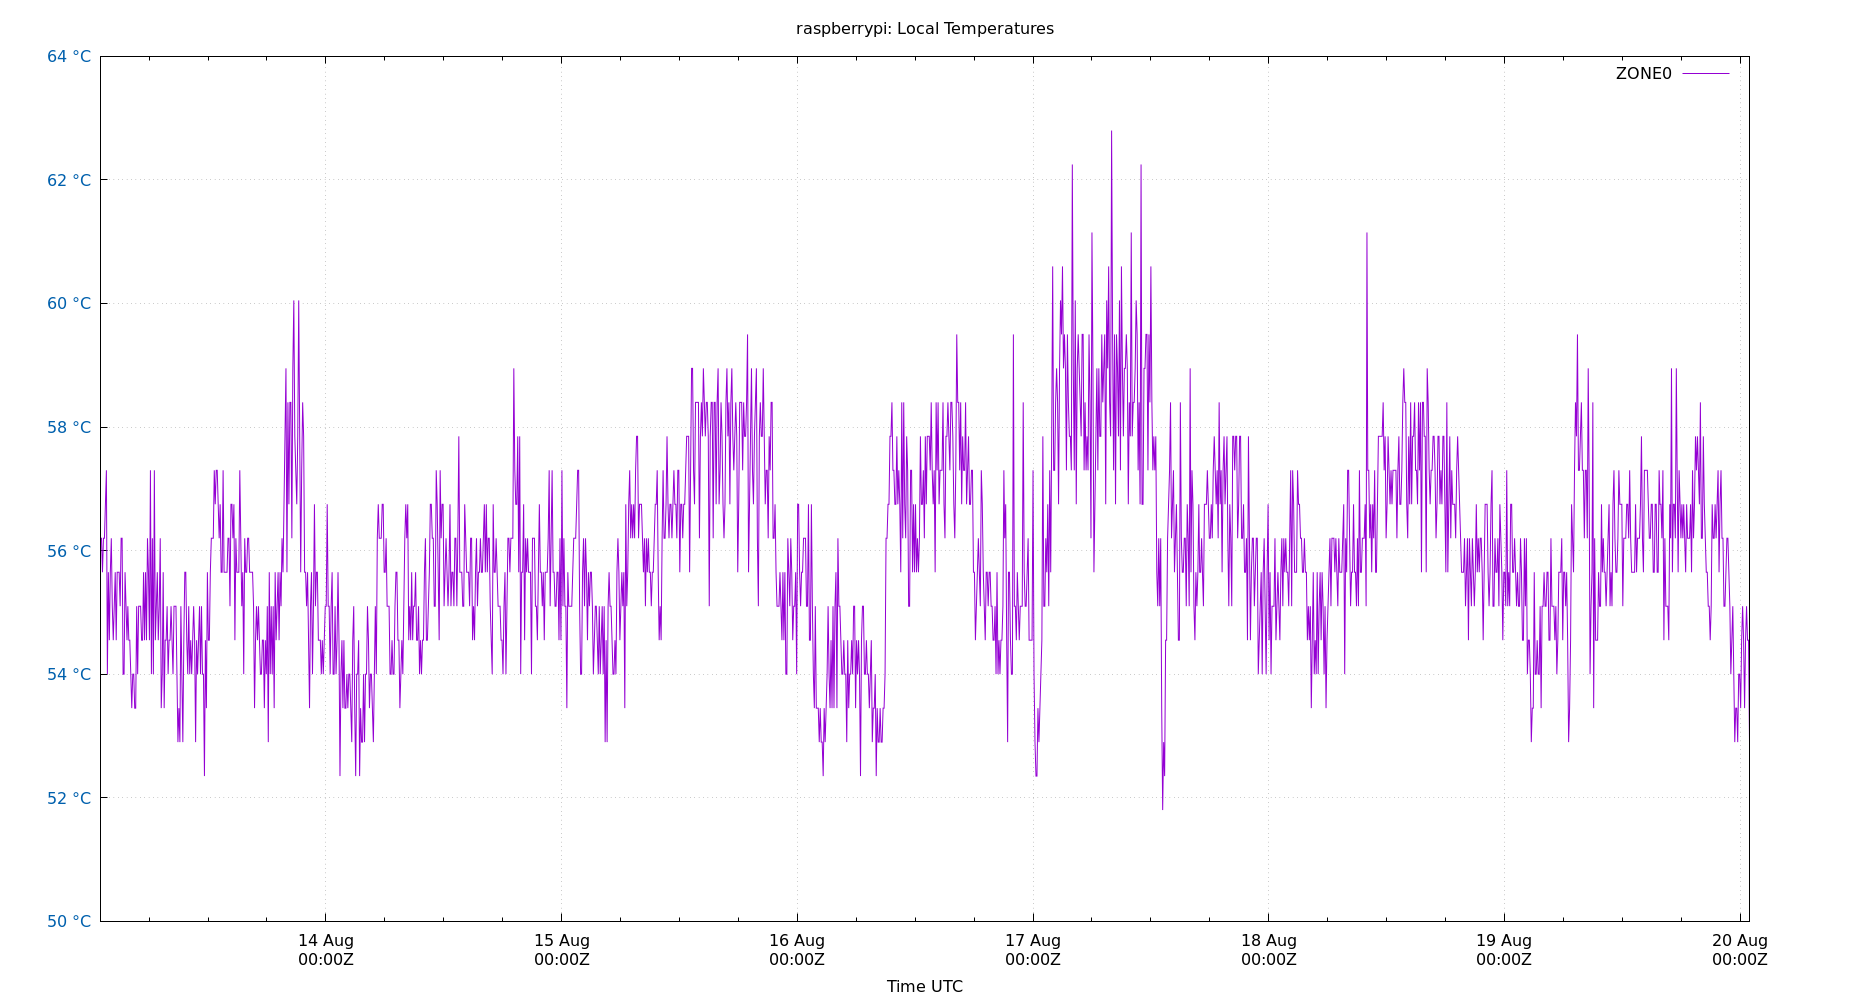 raspberrypi: Local Temperatures
64 °C
ZONE0
62 °C
60 °C
58 °C
56 °C
54 °C
52 °C
50 °C
14 Aug 15 Aug 16 Aug 17 Aug 18 Aug 19 Aug 20 Aug
00:00Z 00:00Z 00:00Z 00:00Z 00:00Z 00:00Z 00:00Z
Time UTC